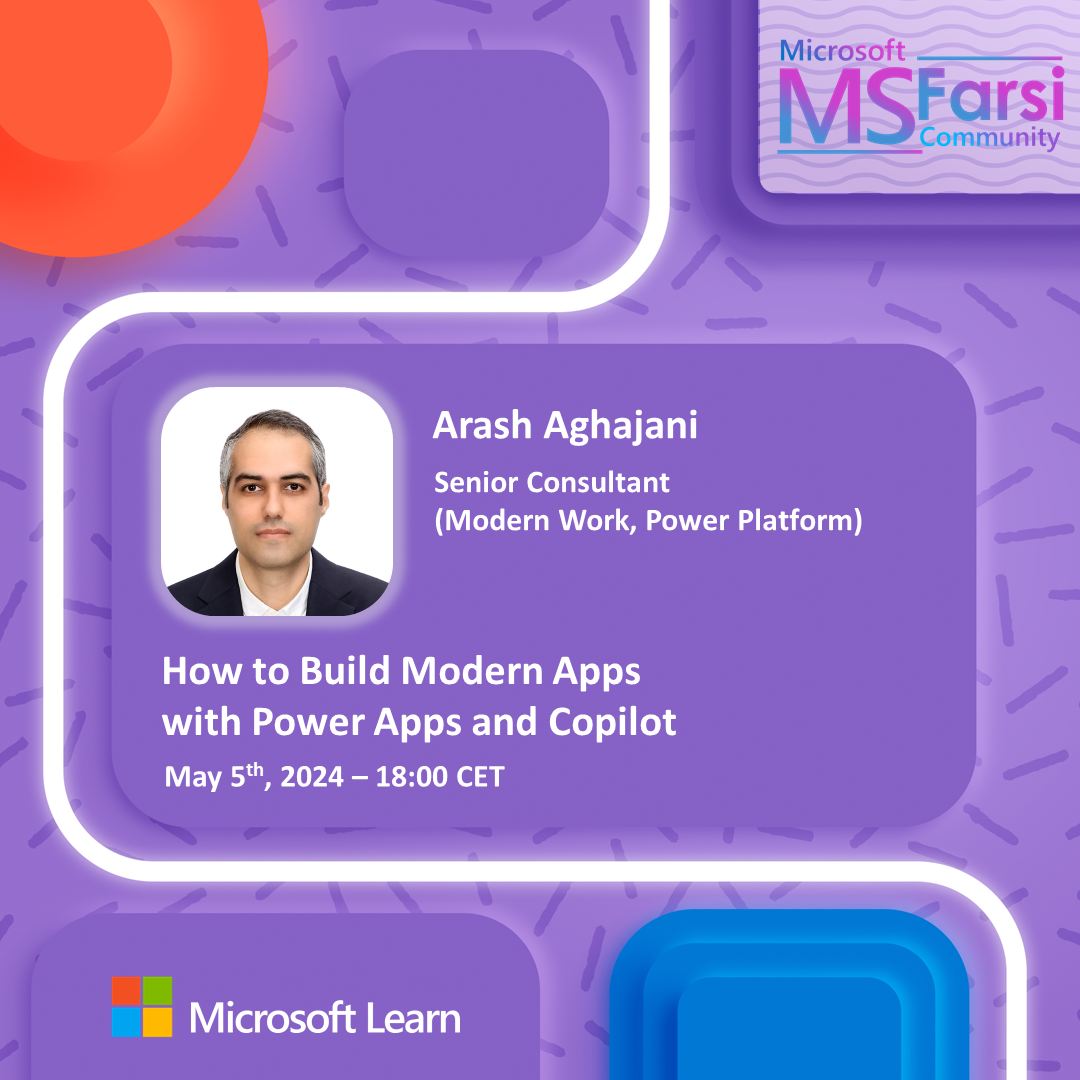 Microsoft
MSFarsi
Community
Arash Aghajani
Senior Consultant
(Modern Work, Power Platform)
How to Build Modern Apps
with Power Apps and Copilot
May 5th, 2024 – 18:00 CET
Microsoft Learn